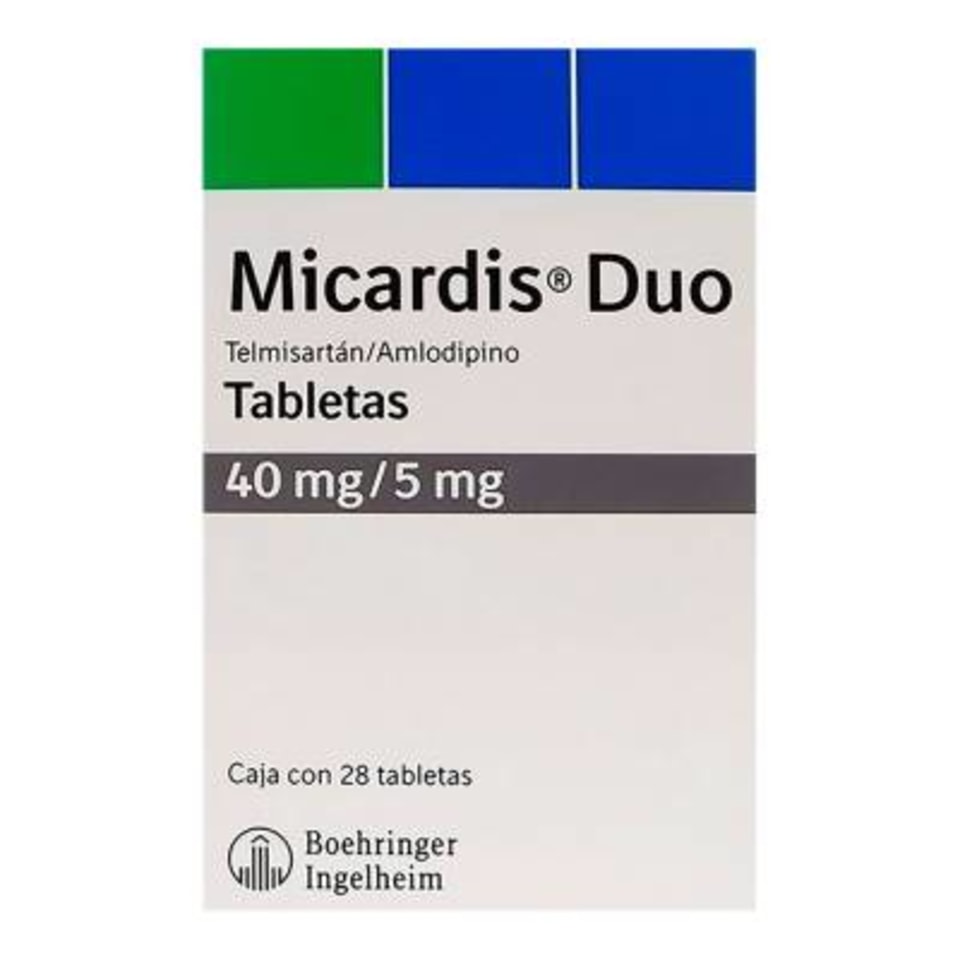 Micardis® Duo
Telmisartán/Amlodipino
Tabletas
40 mg/5 mg
Caja con 28 tabletas
Boehringer
Ingelheim